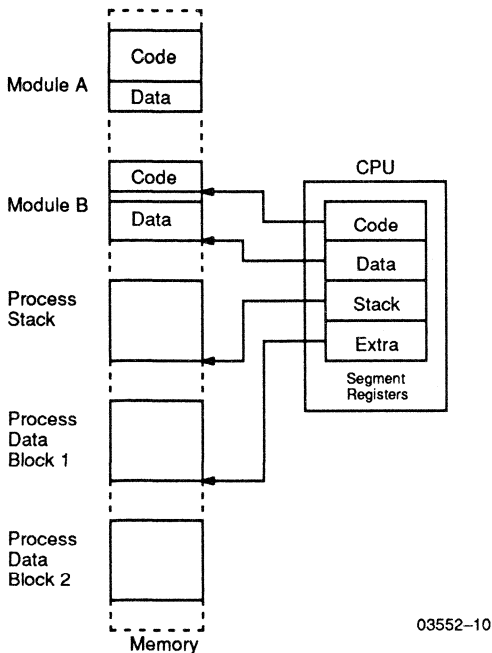 Module A
Code
Data
Module B
Code
Data
Process
Stack
Process
Data
Block 1
Process
Data
Block 2
Memory
CPU
Code
Data
Stack
Extra
Segment
Registers
03552–10